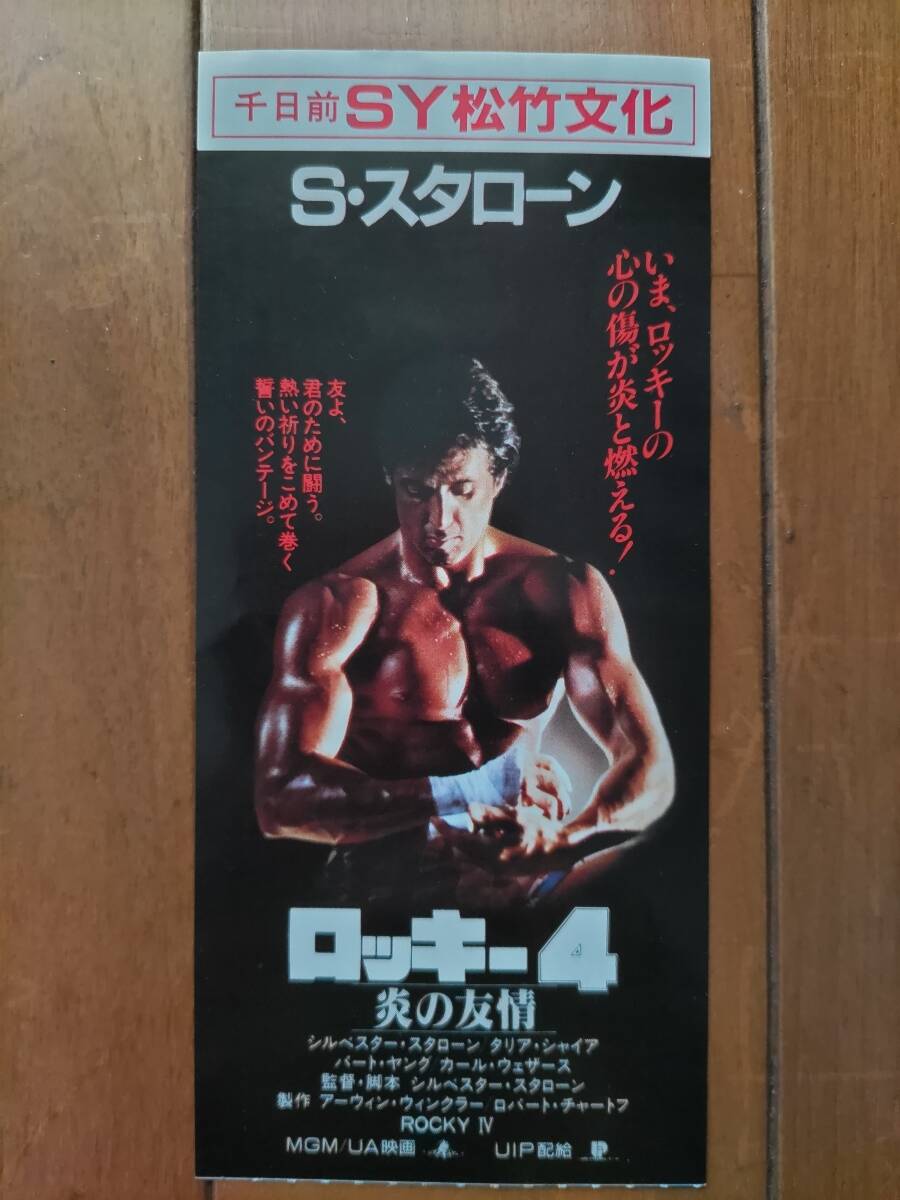 千日前 SY松竹文化
S・スタローン
いま、ロッキーの
心の傷が炎と燃える！
友よ、
君のために闘う。
熱い祈りをこめて巻く
誓いのバンテージ。
ロッキー4
炎の友情
シルベスター・スタローン タリア・シャイア
バート・ヤング カール・ウェザース
監督・脚本 シルベスター・スタローン
製作 アーウィン・ウィンクラー/ロバート・チャートフ
ROCKY IV
MGM/UA映画 UIP配給